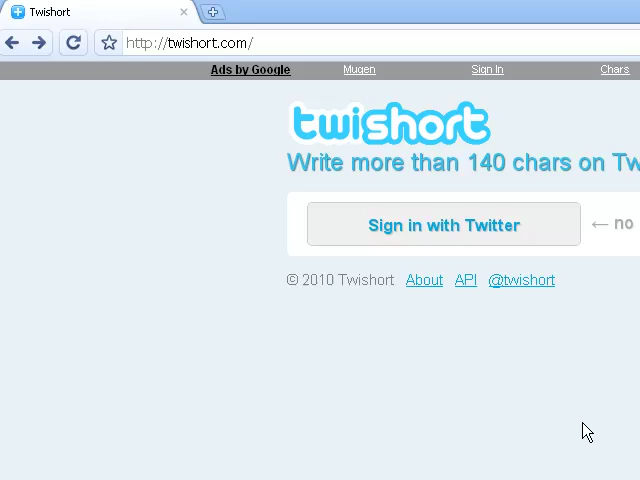 Twishort
http://twishort.com/
Ads by Google Mugen Sign In Chars
twishort
Write more than 140 chars on Tw
Sign in with Twitter ← no
© 2010 Twishort About API @twishort